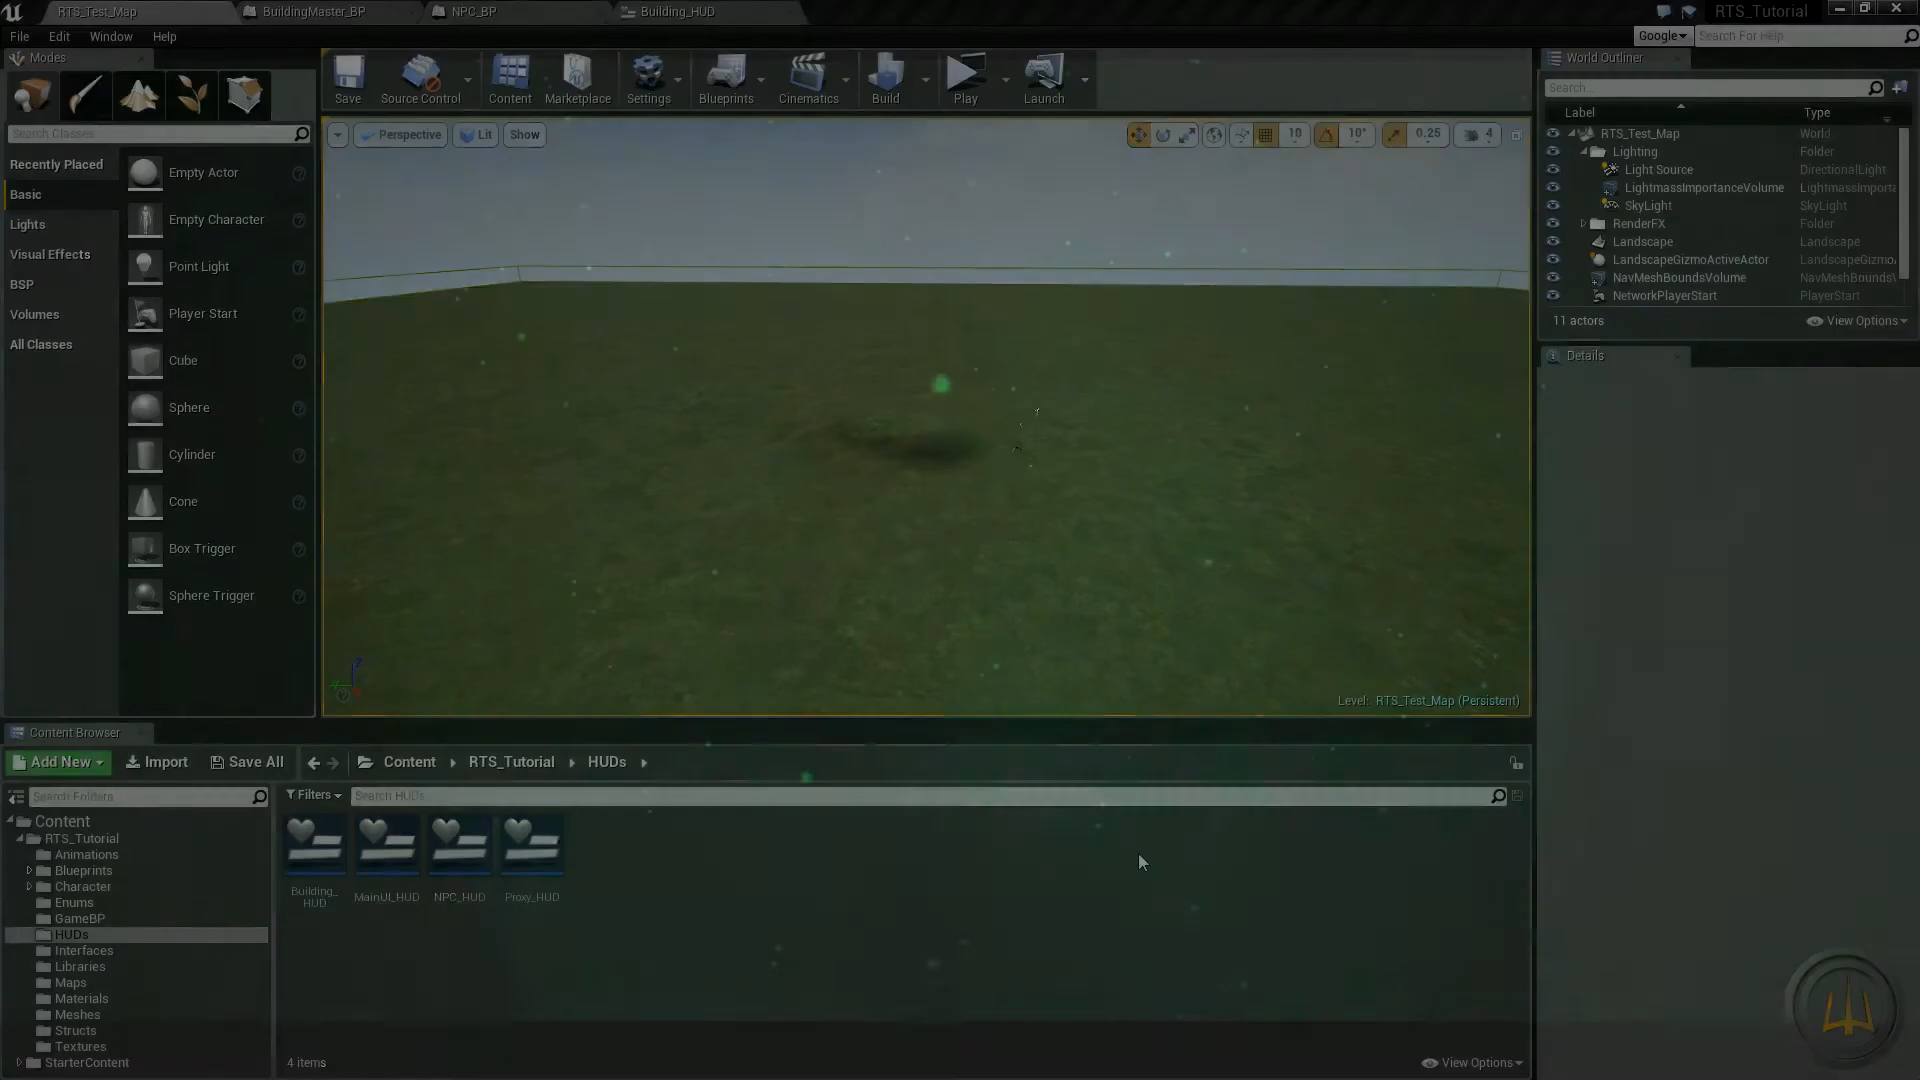 RTS_Test_Map
BuildingMaster_BP
NPC_BP
Building_HUD
RTS_Tutorial
File Edit Window Help
Google
Search For Help
Modes
Search Classes
Recently Placed
Basic
Lights
Visual Effects
BSP
Volumes
All Classes
Empty Actor
Empty Character
Point Light
Player Start
Cube
Sphere
Cylinder
Cone
Box Trigger
Sphere Trigger
Save
Source Control
Content
Marketplace
Settings
Blueprints
Cinematics
Build
Play
Launch
Perspective
Lit
Show
10
10°
0.25
4
Level: RTS_Test_Map (Persistent)
World Outliner
Search...
Label Type
RTS_Test_Map World
Lighting Folder
Light Source DirectionalLight
LightmassImportanceVolume LightmassImporta
SkyLight SkyLight
RenderFX Folder
Landscape Landscape
LandscapeGizmoActiveActor LandscapeGizmo
NavMeshBoundsVolume NavMeshBounds
NetworkPlayerStart PlayerStart
11 actors
View Options
Details
Content Browser
Add New
Import
Save All
Content
RTS_Tutorial
HUDs
Search Folders
Filters
Search HUDs
Content
RTS_Tutorial
Animations
Blueprints
Character
Enums
GameBP
HUDs
Interfaces
Libraries
Maps
Materials
Meshes
Structs
Textures
StarterContent
Building_
HUD
MainUI_HUD
NPC_HUD
Proxy_HUD
4 items
View Options